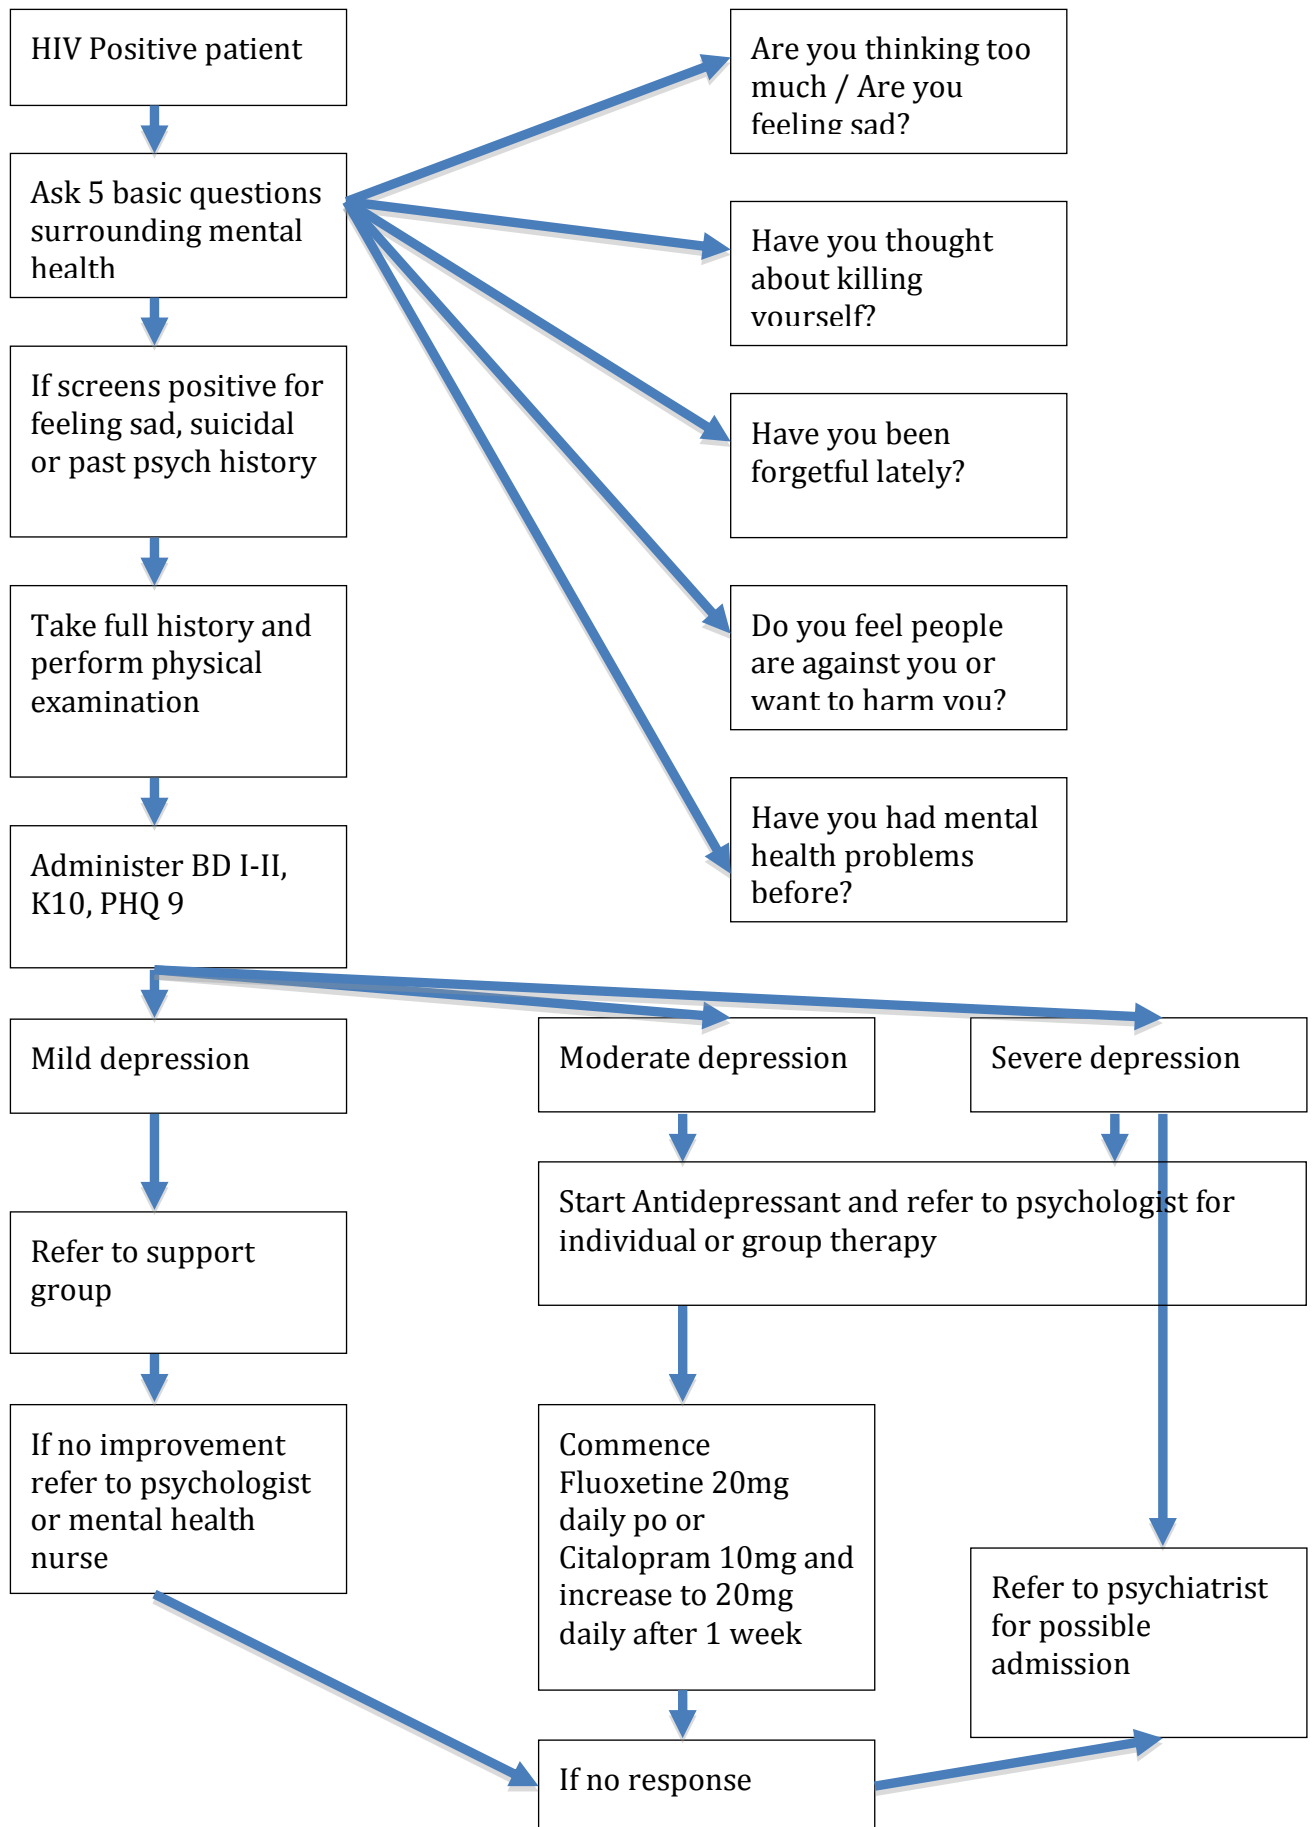 HIV Positive patient
Ask 5 basic questions
surrounding mental
health
If screens positive for
feeling sad, suicidal
or past psych history
Take full history and
perform physical
examination
Administer BD I-II,
K10, PHQ 9
Are you thinking too
much / Are you
feeling sad?
Have you thought
about killing
yourself?
Have you been
forgetful lately?
Do you feel people
are against you or
want to harm you?
Have you had mental
health problems
before?
Mild depression
Moderate depression
Severe depression
Refer to support
group
If no improvement
refer to psychologist
or mental health
nurse
Start Antidepressant and refer to psychologist for
individual or group therapy
Commence
Fluoxetine 20mg
daily po or
Citalopram 10mg and
increase to 20mg
daily after 1 week
If no response
Refer to psychiatrist
for possible
admission